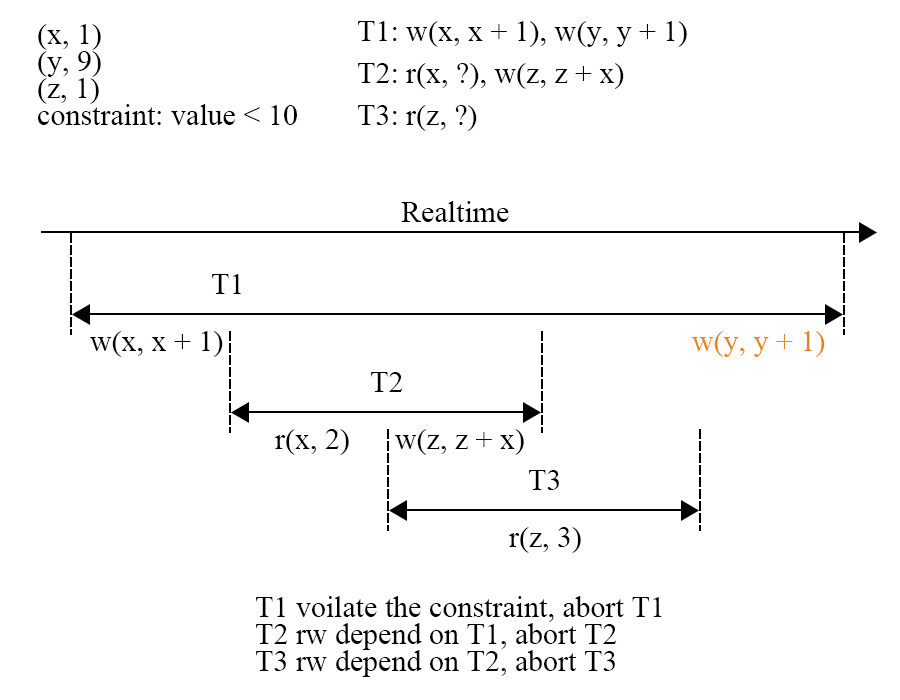 (x, 1)
(y, 9)
(z, 1)
constraint: value < 10
T1: w(x, x + 1), w(y, y + 1)
T2: r(x, ?), w(z, z + x)
T3: r(z, ?)
Realtime
T1
w(x, x + 1)
w(y, y + 1)
T2
r(x, 2)
w(z, z + x)
T3
r(z, 3)
T1 voilate the constraint, abort T1
T2 rw depend on T1, abort T2
T3 rw depend on T2, abort T3